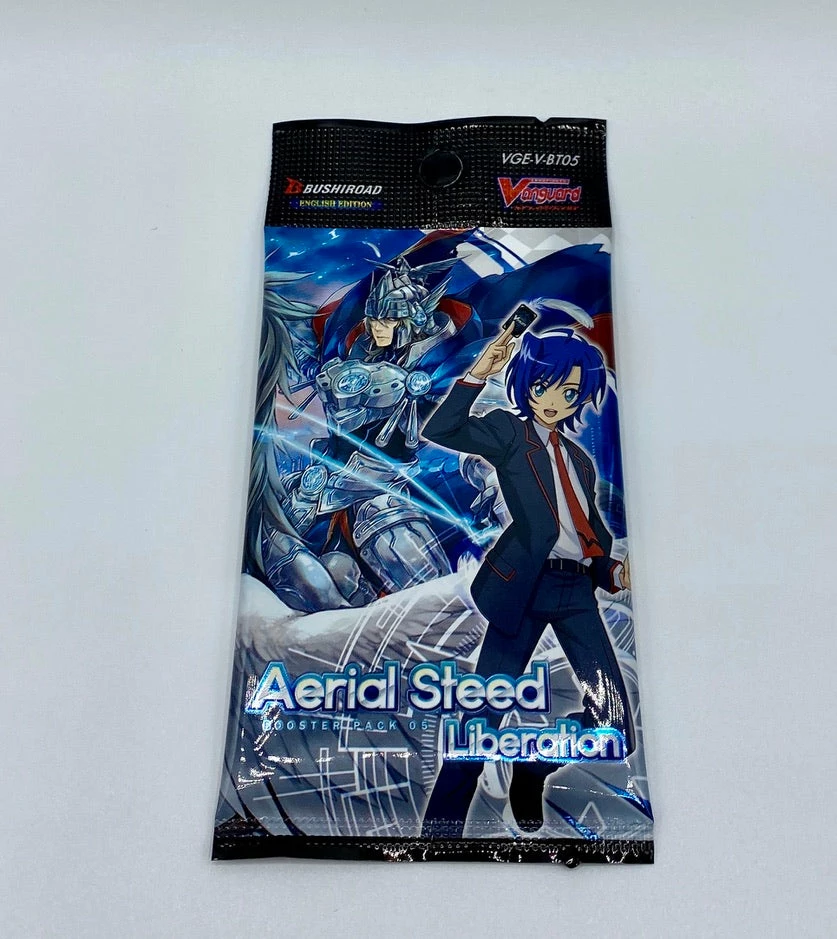 VGE-V-BT05
BUSHIROAD
ENGLISH EDITION
Vanguard
Aerial Steed
BOOSTER PACK 05
Liberation